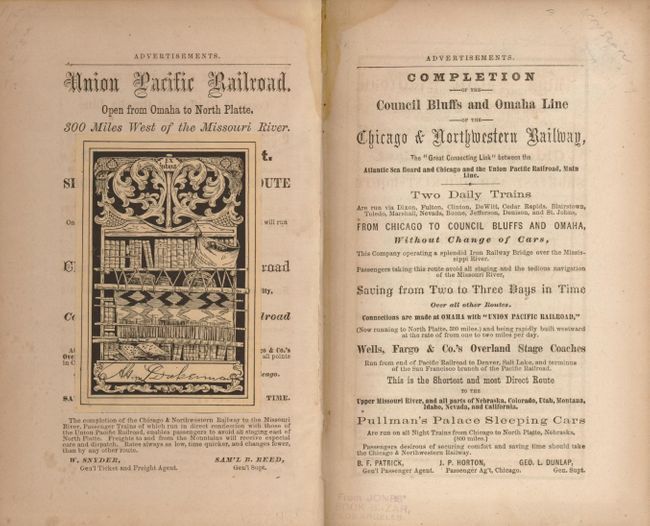 ADVERTISEMENTS.
Union Pacific Railroad.
Open from Omaha to North Platte.
300 Miles West of the Missouri River.
EX
LIBRIS
OUTE
will run
road
ilroad
& Co.'s
ll points
TIME.
The completion of the Chicago & Northwestern Railway to the Missouri
River, Passenger Trains of which run in direct connection with those of
the Union Pacific Railroad, enables passengers to avoid all staging east of
North Platte. Freights to and from the Mountains will receive especial
care and dispatch. Rates always as low, time quicker, and changes fewer,
than by any other route.
W. SNYDER, SAM'L B. REED,
Gen'l Ticket and Freight Agent. Gen'l Supt.
ADVERTISEMENTS.
COMPLETION
OF THE
Council Bluffs and Omaha Line
OF THE
Chicago & Northwestern Railway,
The "Great Connecting Link" between the
Atlantic Sea Board and Chicago and the Union Pacific Railroad, Main
Line.
Two Daily Trains
Are run via Dixon, Fulton, Clinton, DeWitt, Cedar Rapids, Blairstown,
Toledo, Marshall, Nevada, Boone, Jefferson, Denison, and St. Johns,
FROM CHICAGO TO COUNCIL BLUFFS AND OMAHA,
Without Change of Cars,
This Company operating a splendid Iron Railway Bridge over the Missis-
sippi River.
Passengers taking this route avoid all staging and the tedious navigation
of the Missouri River,
Saving from Two to Three Days in Time
Over all other Routes.
Connections are made at OMAHA with "UNION PACIFIC RAILROAD,"
(Now running to North Platte, 300 miles.) and being rapidly built westward
at the rate of from one to two miles per day.
Wells, Fargo & Co.'s Overland Stage Coaches
Run from end of Pacific Railroad to Denver, Salt Lake, and terminus
of the San Francisco branch of the Pacific Railroad.
This is the Shortest and most Direct Route
TO THE
Upper Missouri River, and all parts of Nebraska, Colorado, Utah, Montana,
Idaho, Nevada, and California.
Pullman's Palace Sleeping Cars
Are run on all Night Trains from Chicago to North Platte, Nebraska,
(800 miles.)
Passengers desirous of securing comfort and saving time should take
the Chicago & Northwestern Railway.
B. F. PATRICK, J. P. HORTON, GEO. L. DUNLAP,
Gen'l Passenger Agent. Passenger Ag't, Chicago. Gen. Supt.
From JONES'
BOOK BAZAR,
LOS ANGELES